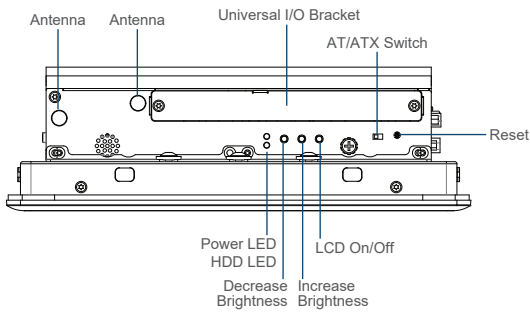 Antenna
Antenna
Universal I/O Bracket
AT/ATX Switch
Reset
Power LED
HDD LED
LCD On/Off
Decrease
Brightness
Increase
Brightness